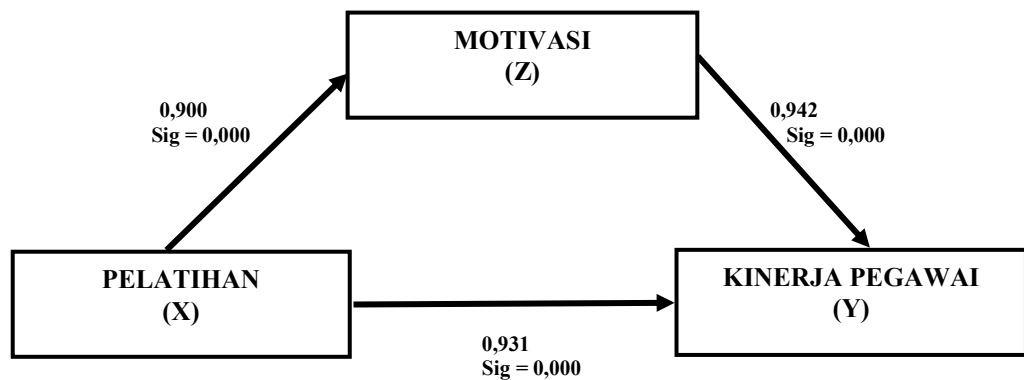 MOTIVASI
(Z)
0,900
Sig = 0,000
0,942
Sig = 0,000
PELATIHAN
(X)
KINERJA PEGAWAI
(Y)
0,931
Sig = 0,000